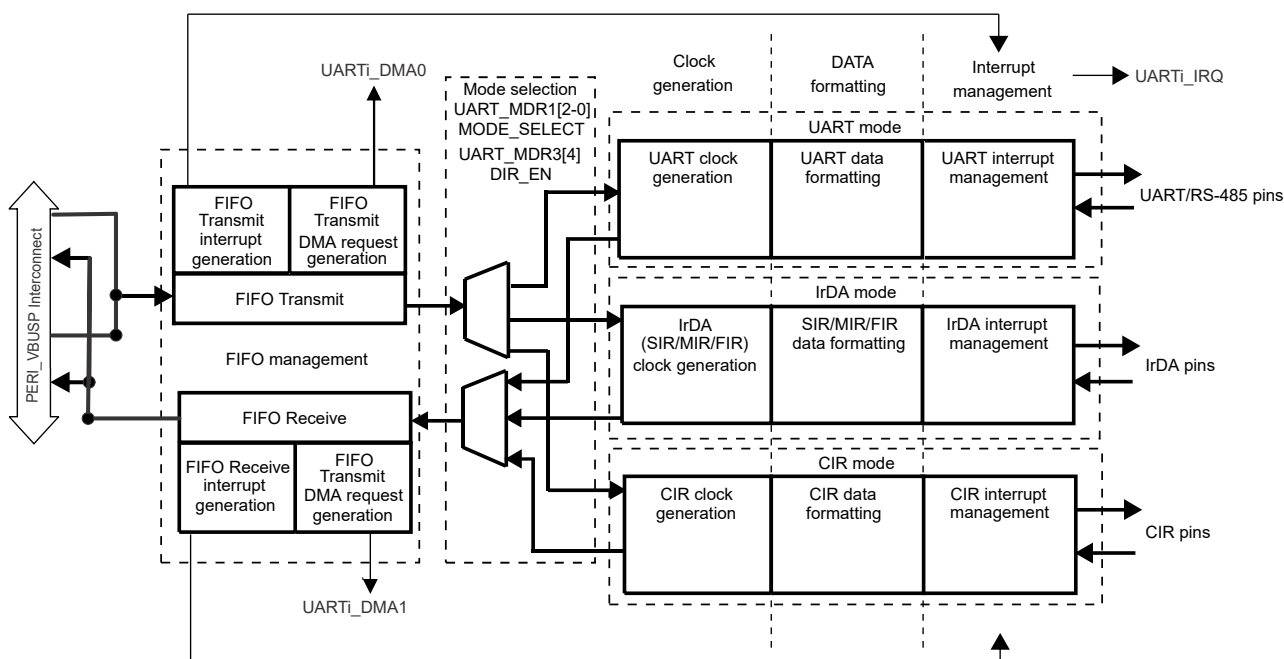 UARTi_DMA0
Mode selection
UART_MDR1[2-0]
MODE_SELECT
UART_MDR3[4]
DIR_EN
Clock
generation
DATA
formatting
Interrupt
management
UARTi_IRQ
UART mode
UART clock
generation
UART data
formatting
UART interrupt
management
UART/RS-485 pins
PERI_VBUSP Interconnect
FIFO
Transmit
interrupt
generation
FIFO
Transmit
DMA request
generation
FIFO Transmit
FIFO management
FIFO Receive
FIFO Receive
interrupt
generation
FIFO
Transmit
DMA request
generation
UARTi_DMA1
IrDA mode
IrDA
(SIR/MIR/FIR)
clock generation
SIR/MIR/FIR
data formatting
IrDA interrupt
management
IrDA pins
CIR mode
CIR clock
generation
CIR data
formatting
CIR interrupt
management
CIR pins